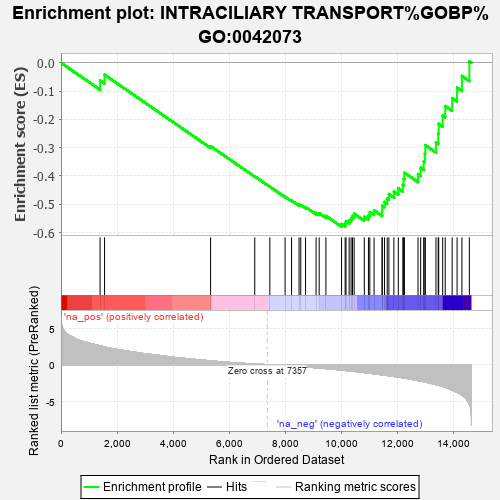 Enrichment plot: INTRACILIARY TRANSPORT%GOBP%
GO:0042073
Enrichment score (ES)
0.0
-0.1
-0.2
-0.3
-0.4
-0.5
-0.6
'na_pos' (positively correlated)
Ranked list metric (PreRanked)
5
0
-5
Zero cross at 7357
'na_neg' (negatively correlated)
0 2,000 4,000 6,000 8,000 10,000 12,000 14,000
Rank in Ordered Dataset
Enrichment profile Hits Ranking metric scores